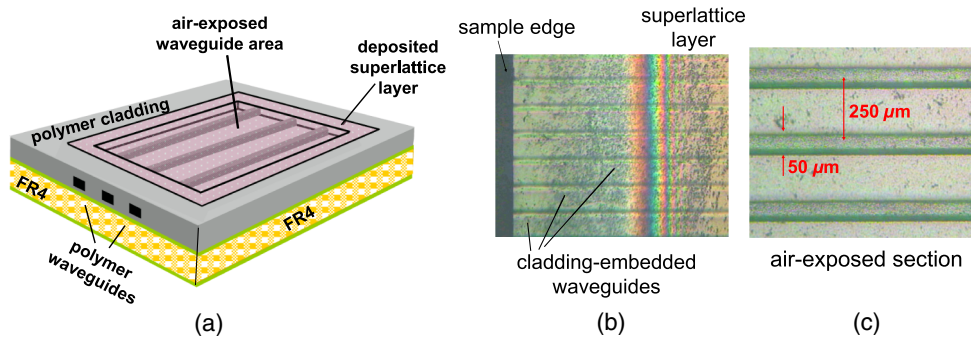 air-exposed
waveguide area
deposited
superlattice
layer
polymer cladding
FR4
FR4
polymer
waveguides
(a)
sample edge
superlattice
layer
cladding-embedded
waveguides
(b)
250 µm
50 µm
air-exposed section
(c)